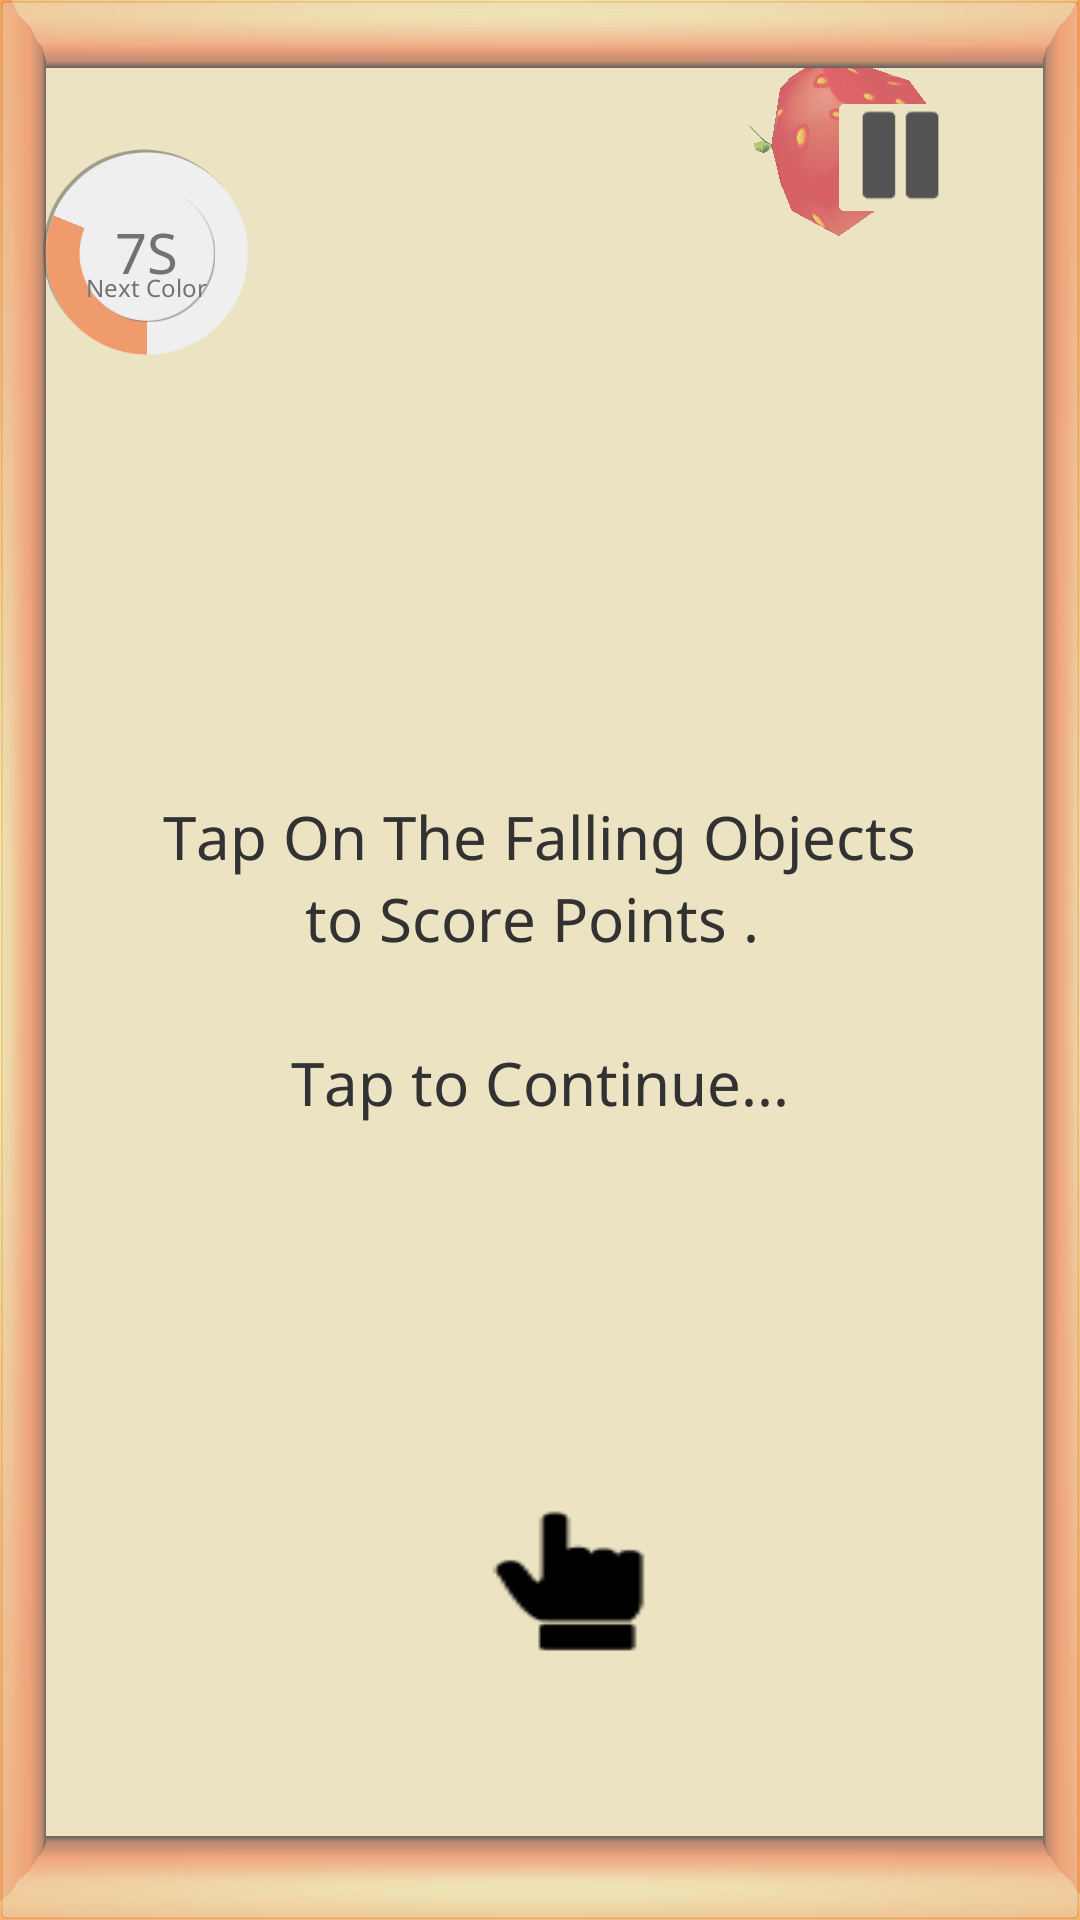 7S
Next Color
Tap On The Falling Objects
to Score Points .
Tap to Continue...